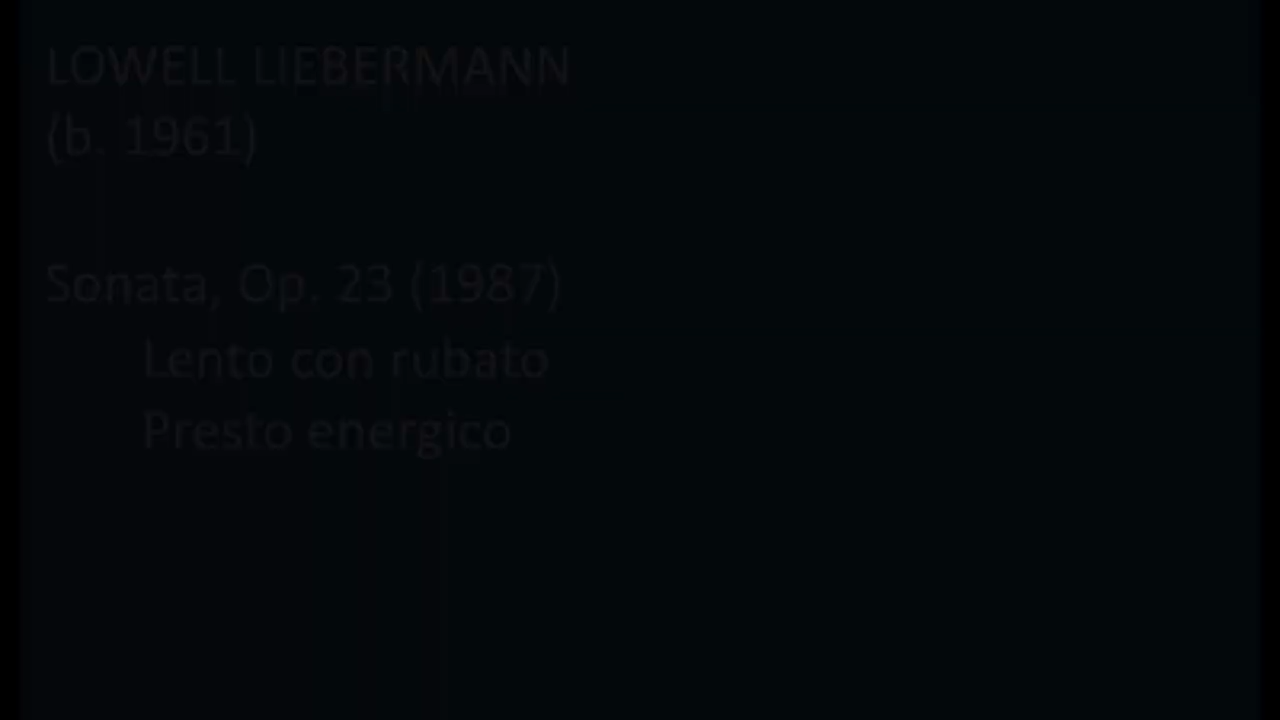 LOWELL LIEBERMANN
(b. 1961)
Sonata, Op. 23 (1987)
Lento con rubato
Presto energico